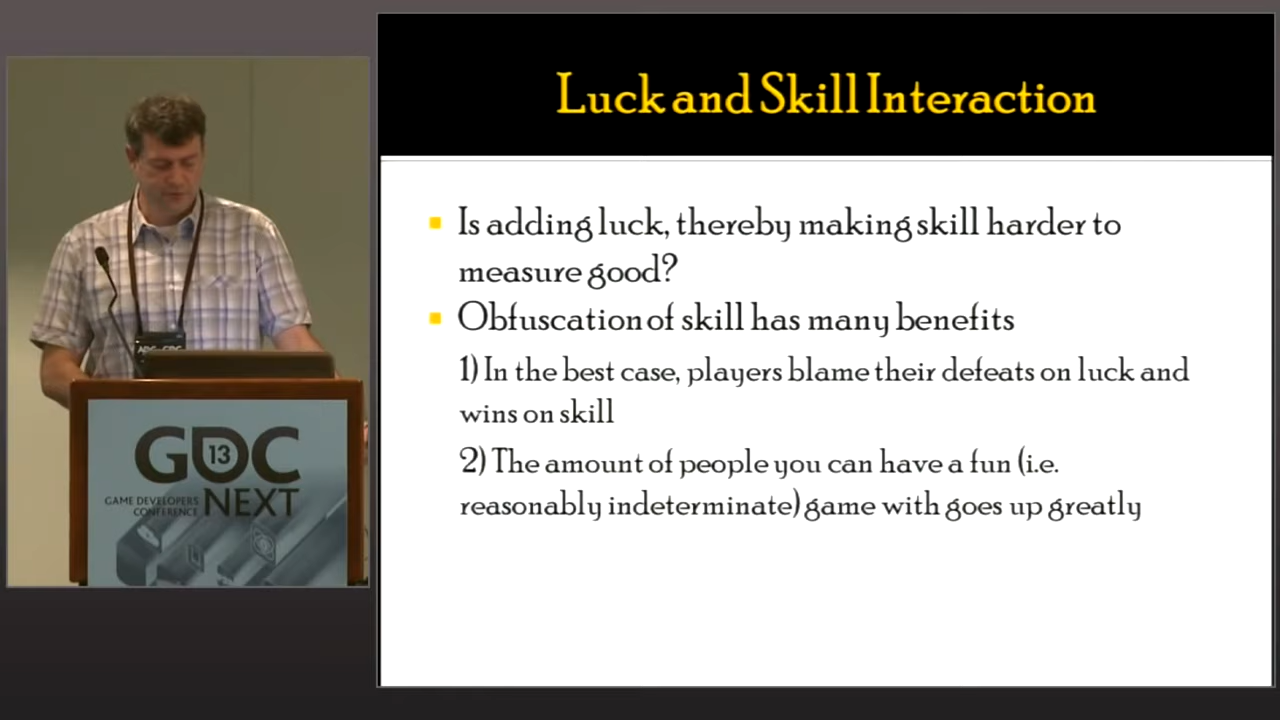 Luck and Skill Interaction
Is adding luck, thereby making skill harder to
measure good?
Obfuscation of skill has many benefits
1) In the best case, players blame their defeats on luck and
wins on skill
2) The amount of people you can have a fun (i.e.
reasonably indeterminate) game with goes up greatly
GDC
13
GAME DEVELOPERS
CONFERENCE
NEXT